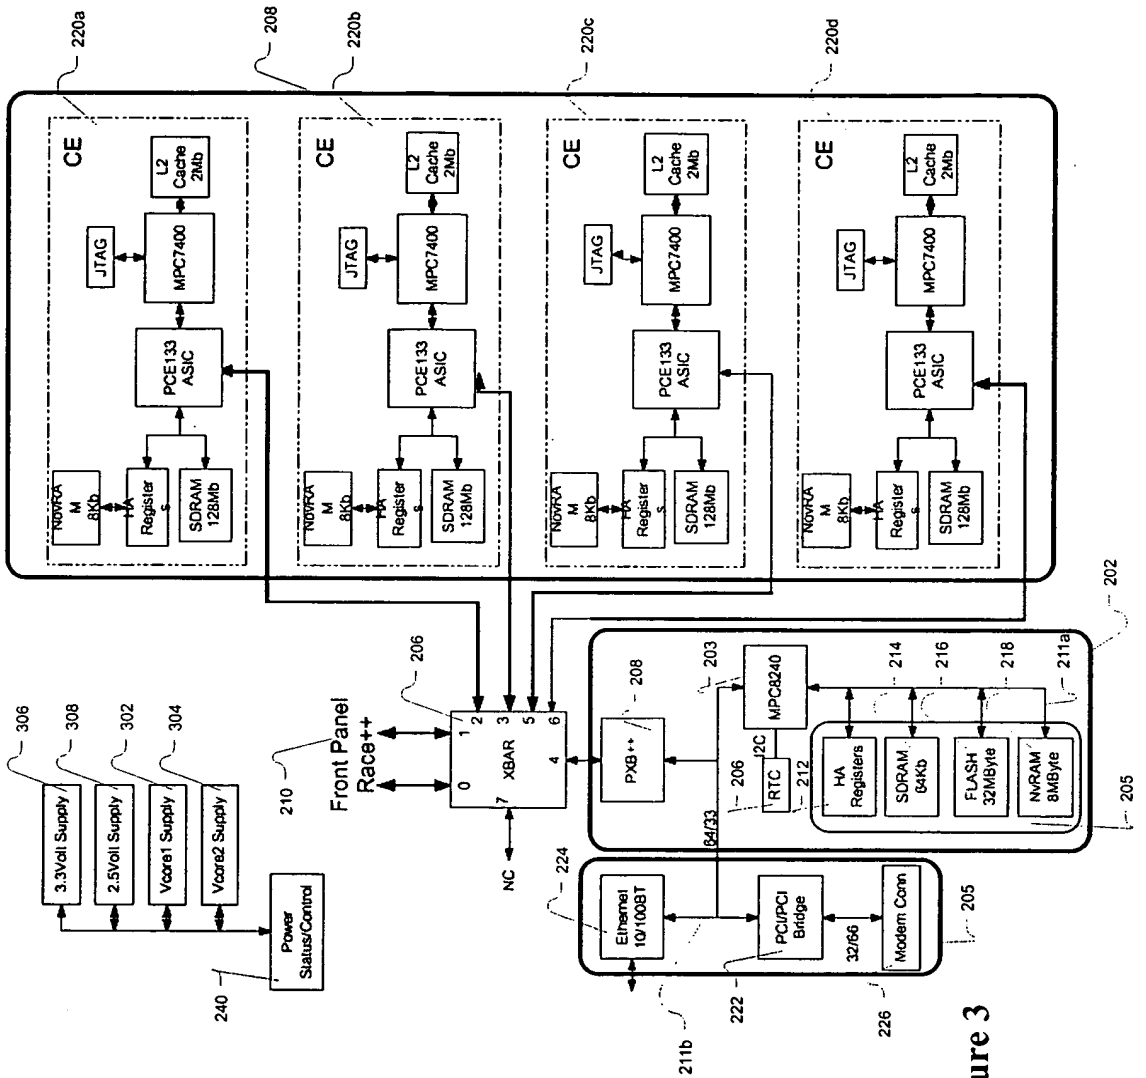 220a
208
220b
220c
220d
CE
L2
Cache
2Mb
JTAG
MPC7400
PCE133
ASIC
NovRA
M
8Kb
HA
Register
s
SDRAM
128Mb
CE
L2
Cache
2Mb
JTAG
MPC7400
PCE133
ASIC
NovRA
M
8Kb
HA
Register
s
SDRAM
128Mb
CE
L2
Cache
2Mb
JTAG
MPC7400
PCE133
ASIC
NovRA
M
8Kb
HA
Register
s
SDRAM
128Mb
CE
L2
Cache
2Mb
JTAG
MPC7400
PCE133
ASIC
NovRA
M
8Kb
HA
Register
s
SDRAM
128Mb
306
308
302
304
3.3Volt Supply
2.5Volt Supply
Vcore1 Supply
Vcore2 Supply
Power
Status/Control
240
210
Front Panel
Race++
206
0
1
2
3
5
6
4
7
XBAR
NC
208
PXB++
203
MPC8240
I2C
206
RTC
212
64/33
HA
Registers
SDRAM
64Kb
FLASH
32MByte
NvRAM
8MByte
214
216
218
211a
202
205
224
Ethernet
10/100BT
PCI/PCI
Bridge
32/66
Modem Conn
205
211b
222
226
ure 3